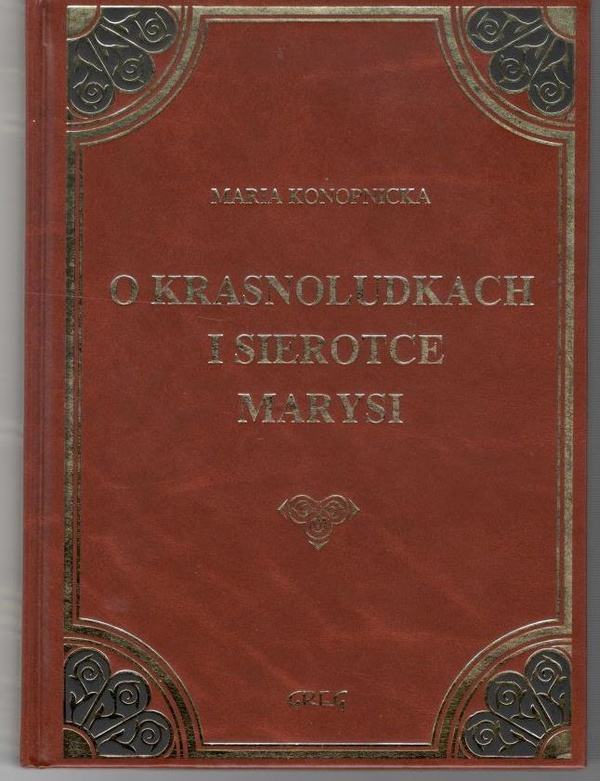 MARIA KONOPNICKA
O KRASNOLUDKACH
I SIEROTCE
MARYSI
GREG